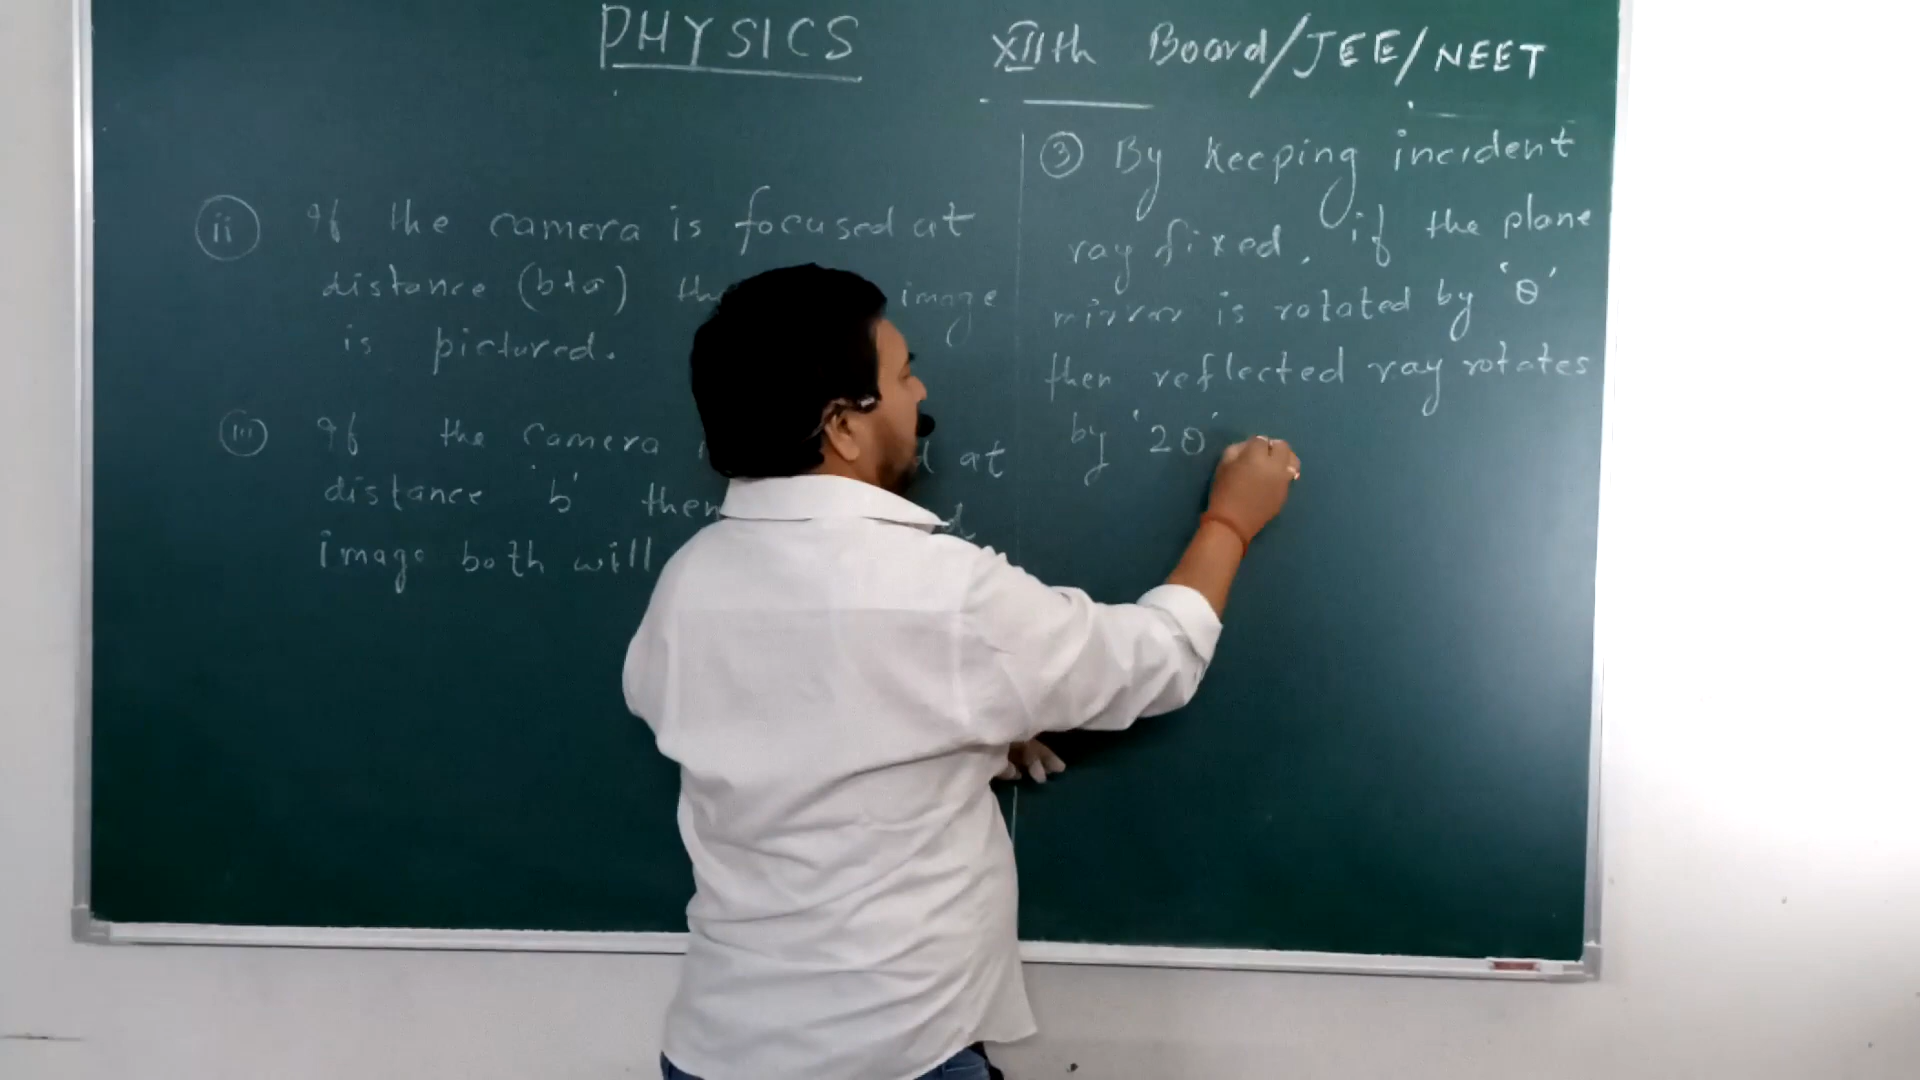 PHYSICS
XIIth Board/JEE/NEET
(ii) If the camera is focused at
distance (b+a) image
is pictured.
(iii) If the camera at
distance 'b' then
image both will
(3) By keeping incident
ray fixed, if the plane
mirror is rotated by 'θ'
then reflected ray rotates
by '2θ'